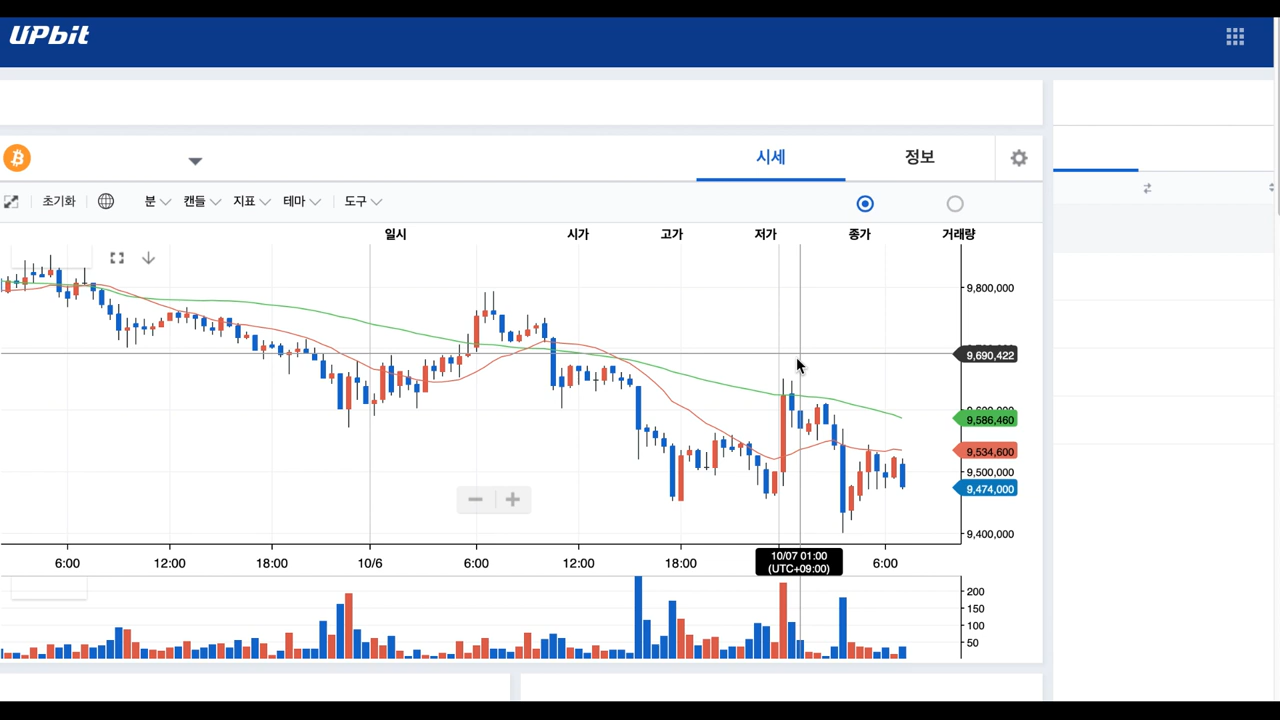 UPbit
시세 정보
초기화 분 캔들 지표 테마 도구
일시 시가 고가 저가 종가 거래량
9,800,000
9,690,422
9,586,460
9,534,600
9,500,000
9,474,000
9,400,000
6:00 12:00 18:00 10/6 6:00 12:00 18:00 10/07 01:00 6:00
(UTC+09:00)
200
150
100
50